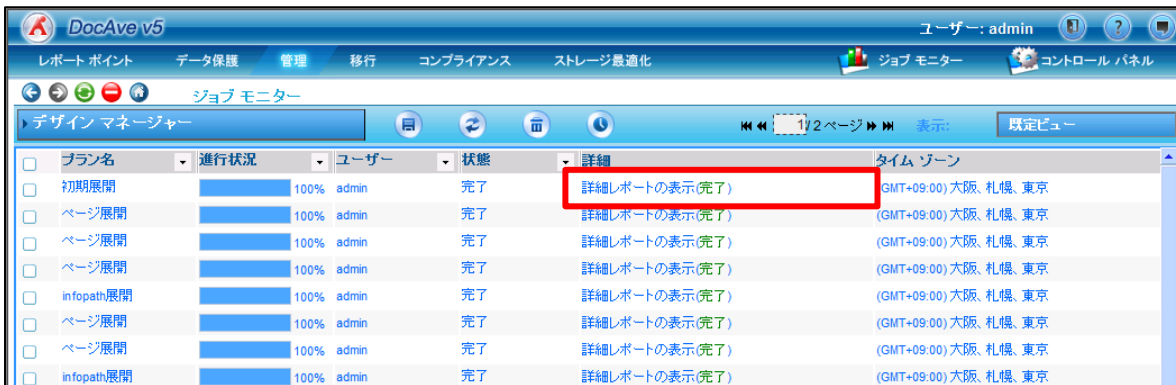 DocAve v5 ユーザー: admin ?
レポート ポイント データ保護 管理 移行 コンプライアンス ストレージ最適化 ジョブ モニター コントロール パネル
ジョブ モニター
デザイン マネージャー 1/2 ページ 表示: 既定ビュー
プラン名 進行状況 ユーザー 状態 詳細 タイム ゾーン
初期展開 100% admin 完了 詳細レポートの表示(完了) (GMT+09:00) 大阪、札幌、東京
ページ展開 100% admin 完了 詳細レポートの表示(完了) (GMT+09:00) 大阪、札幌、東京
ページ展開 100% admin 完了 詳細レポートの表示(完了) (GMT+09:00) 大阪、札幌、東京
ページ展開 100% admin 完了 詳細レポートの表示(完了) (GMT+09:00) 大阪、札幌、東京
infopath展開 100% admin 完了 詳細レポートの表示(完了) (GMT+09:00) 大阪、札幌、東京
ページ展開 100% admin 完了 詳細レポートの表示(完了) (GMT+09:00) 大阪、札幌、東京
ページ展開 100% admin 完了 詳細レポートの表示(完了) (GMT+09:00) 大阪、札幌、東京
infopath展開 100% admin 完了 詳細レポートの表示(完了) (GMT+09:00) 大阪、札幌、東京